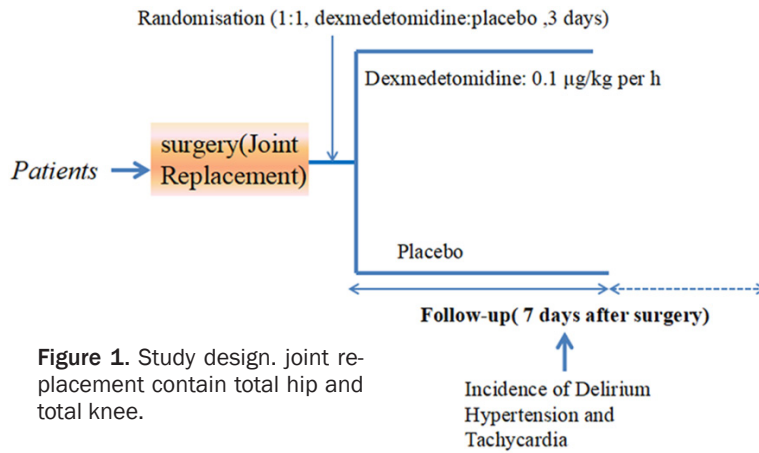 Randomisation (1:1, dexmedetomidine:placebo ,3 days)
Dexmedetomidine: 0.1 μg/kg per h
surgery(Joint
Replacement)
Patients
Placebo
Follow-up( 7 days after surgery)
Figure 1. Study design. joint re-
placement contain total hip and
total knee.
Incidence of Delirium
Hypertension and
Tachycardia